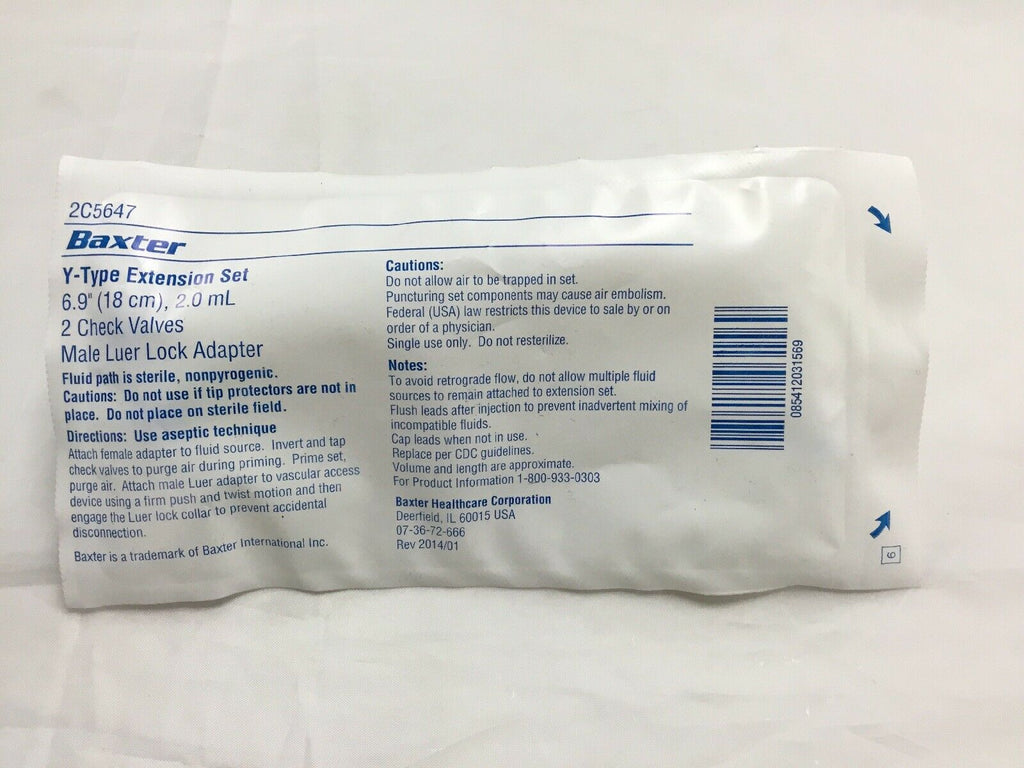 2C5647
Baxter
Y-Type Extension Set
6.9" (18 cm), 2.0 mL
2 Check Valves
Male Luer Lock Adapter
Fluid path is sterile, nonpyrogenic.
Cautions: Do not use if tip protectors are not in
place. Do not place on sterile field.
Directions: Use aseptic technique
Attach female adapter to fluid source. Invert and tap
check valves to purge air during priming. Prime set,
purge air. Attach male Luer adapter to vascular access
device using a firm push and twist motion and then
engage the Luer lock collar to prevent accidental
disconnection.
Baxter is a trademark of Baxter International Inc.
Cautions:
Do not allow air to be trapped in set.
Puncturing set components may cause air embolism.
Federal (USA) law restricts this device to sale by or on
order of a physician.
Single use only. Do not resterilize.
Notes:
To avoid retrograde flow, do not allow multiple fluid
sources to remain attached to extension set.
Flush leads after injection to prevent inadvertent mixing of
incompatible fluids.
Cap leads when not in use.
Replace per CDC guidelines.
Volume and length are approximate.
For Product Information 1-800-933-0303
Baxter Healthcare Corporation
Deerfield, IL 60015 USA
07-36-72-666
Rev 2014/01
085412031569
6